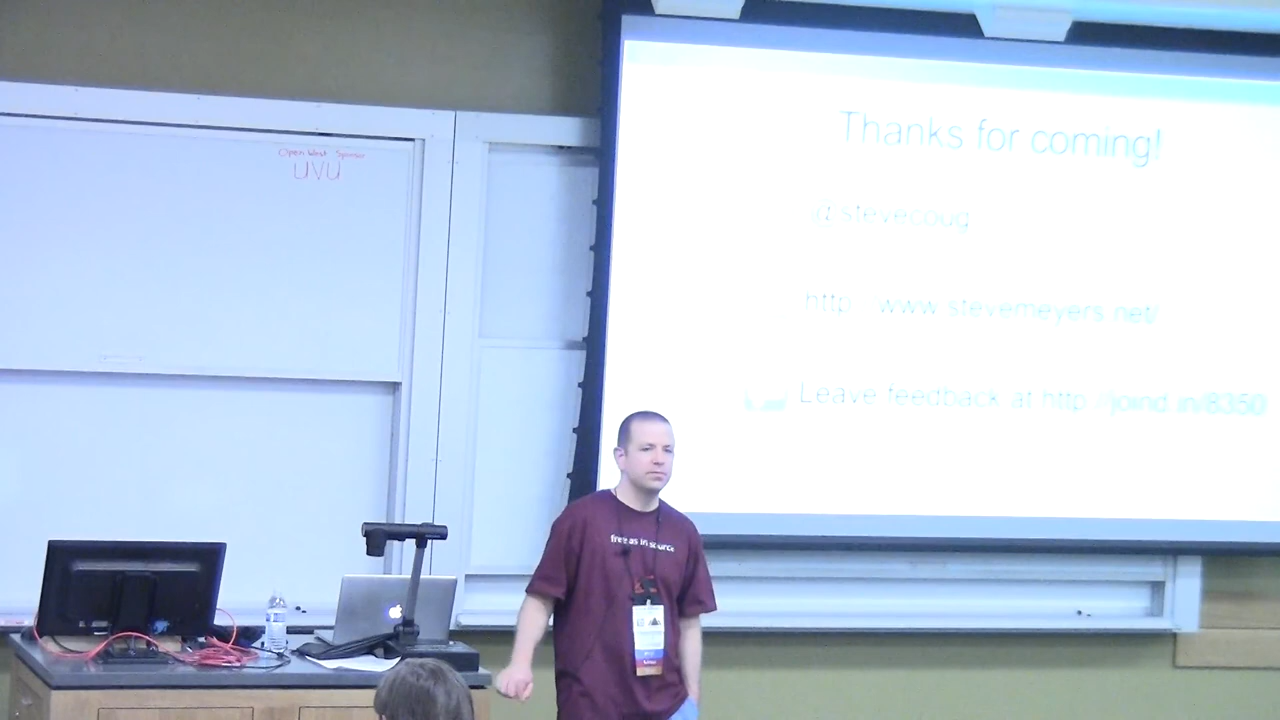 Open West Sponsor
UVU
Thanks for coming!
@stevecoug
http://www.stevemeyers.net/
Leave feedback at http://joind.in/8350
free as in source